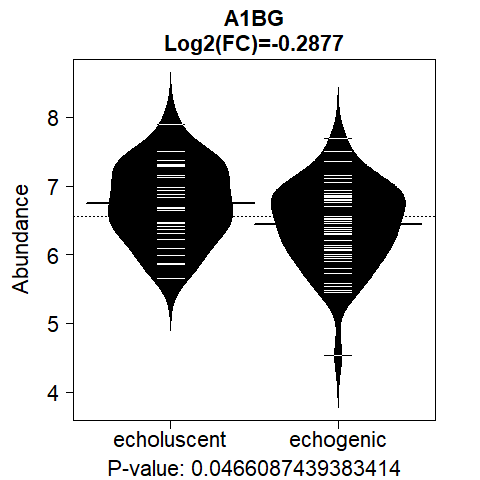 A1BG
Log2(FC)=-0.2877
Abundance
8
7
6
5
4
echoluscent echogenic
P-value: 0.0466087439383414